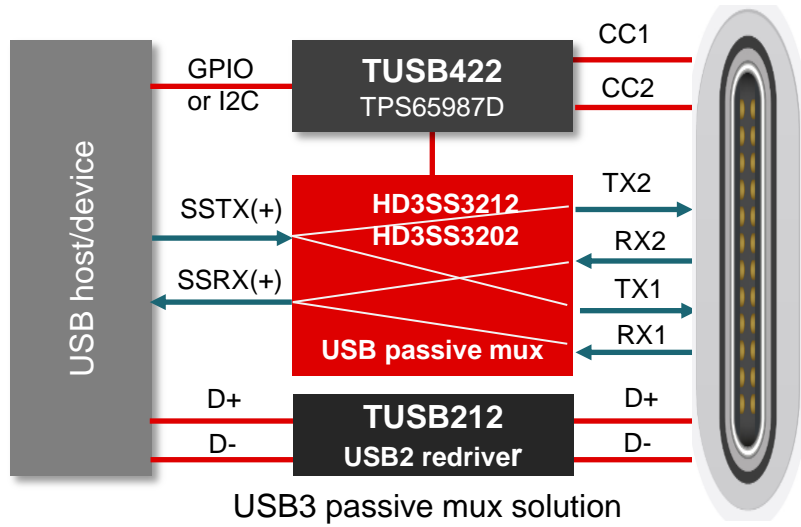 USB host/device
GPIO
or I2C
TUSB422
TPS65987D
CC1
CC2
SSTX(+)
SSRX(+)
HD3SS3212
HD3SS3202
USB passive mux
TX2
RX2
TX1
RX1
D+
D-
TUSB212
USB2 redriver
D+
D-
USB3 passive mux solution